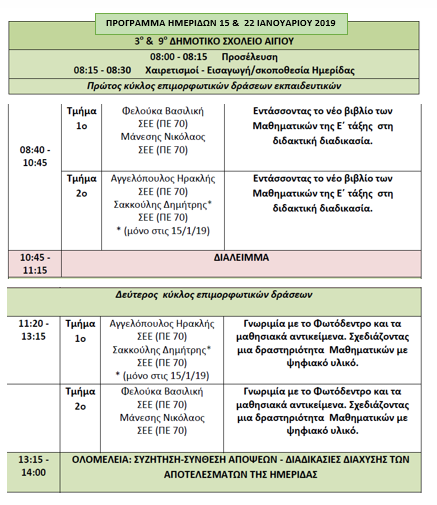 ΠΡΟΓΡΑΜΜΑ ΗΜΕΡΙΔΩΝ 15 & 22 ΙΑΝΟΥΑΡΙΟΥ 2019
3ο & 9ο ΔΗΜΟΤΙΚΟ ΣΧΟΛΕΙΟ ΑΙΓΙΟΥ
08:00 - 08:15 Προσέλευση
08:15 - 08:30 Χαιρετισμοί - Εισαγωγή/σκοποθεσία Ημερίδας
Πρώτος κύκλος επιμορφωτικών δράσεων εκπαιδευτικών
08:40 -
10:45
Τμήμα
1ο
Φελούκα Βασιλική
ΣΕΕ (ΠΕ 70)
Μάνεσης Νικόλαος
ΣΕΕ (ΠΕ 70)
Εντάσσοντας το νέο βιβλίο των
Μαθηματικών της Ε΄ τάξης στη
διδακτική διαδικασία.
Τμήμα
2ο
Αγγελόπουλος Ηρακλής
ΣΕΕ (ΠΕ 70)
Σακκούλης Δημήτρης*
ΣΕΕ (ΠΕ 70)
* (μόνο στις 15/1/19)
Εντάσσοντας το νέο βιβλίο των
Μαθηματικών της Ε΄ τάξης στη
διδακτική διαδικασία.
10:45 -
11:15
ΔΙΑΛΕΙΜΜΑ
Δεύτερος κύκλος επιμορφωτικών δράσεων
11:20 -
13:15
Τμήμα
1ο
Αγγελόπουλος Ηρακλής
ΣΕΕ (ΠΕ 70)
Σακκούλης Δημήτρης*
ΣΕΕ (ΠΕ 70)
* (μόνο στις 15/1/19)
Γνωριμία με το Φωτόδεντρο και τα
μαθησιακά αντικείμενα. Σχεδιάζοντας
μια δραστηριότητα Μαθηματικών με
ψηφιακό υλικό.
Τμήμα
2ο
Φελούκα Βασιλική
ΣΕΕ (ΠΕ 70)
Μάνεσης Νικόλαος
ΣΕΕ (ΠΕ 70)
Γνωριμία με το Φωτόδεντρο και τα
μαθησιακά αντικείμενα. Σχεδιάζοντας
μια δραστηριότητα Μαθηματικών με
ψηφιακό υλικό.
13:15 -
14:00
ΟΛΟΜΕΛΕΙΑ: ΣΥΖΗΤΗΣΗ-ΣΥΝΘΕΣΗ ΑΠΟΨΕΩΝ - ΔΙΑΔΙΚΑΣΙΕΣ ΔΙΑΧΥΣΗΣ ΤΩΝ
ΑΠΟΤΕΛΕΣΜΑΤΩΝ ΤΗΣ ΗΜΕΡΙΔΑΣ